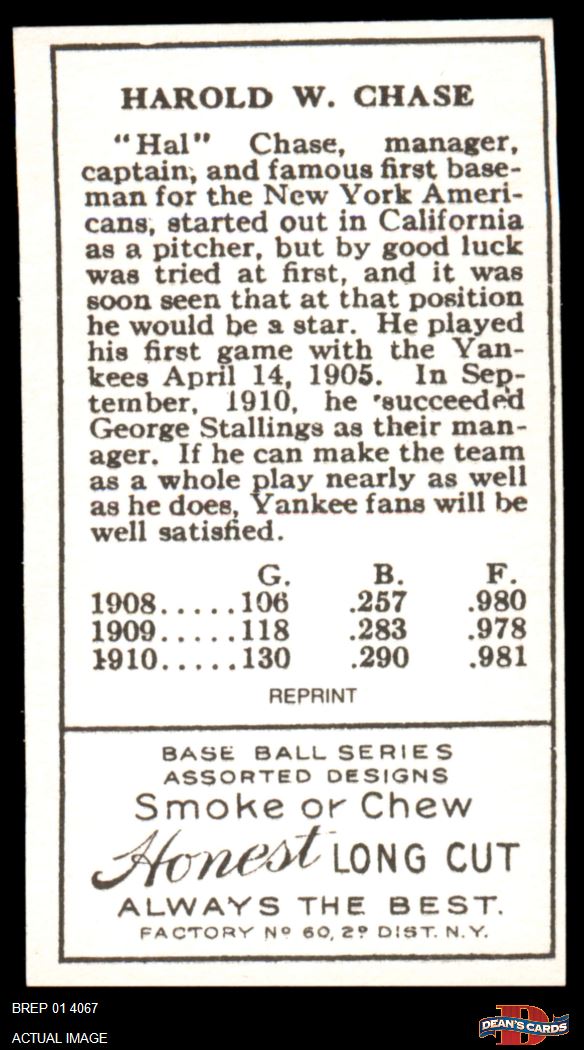 HAROLD W. CHASE
"Hal" Chase, manager,
captain, and famous first base-
man for the New York Ameri-
cans, started out in California
as a pitcher, but by good luck
was tried at first, and it was
soon seen that at that position
he would be a star. He played
his first game with the Yan-
kees April 14, 1905. In Sep-
tember, 1910, he succeeded
George Stallings as their man-
ager. If he can make the team
as a whole play nearly as well
as he does, Yankee fans will be
well satisfied.
G. B. F.
1908.....106 .257 .980
1909.....118 .283 .978
1910.....130 .290 .981
REPRINT
BASE BALL SERIES
ASSORTED DESIGNS
Smoke or Chew
Honest LONG CUT
ALWAYS THE BEST.
FACTORY Nº 60, 2º DIST. N.Y.
BREP 01 4067
ACTUAL IMAGE
D
DEAN'S CARDS